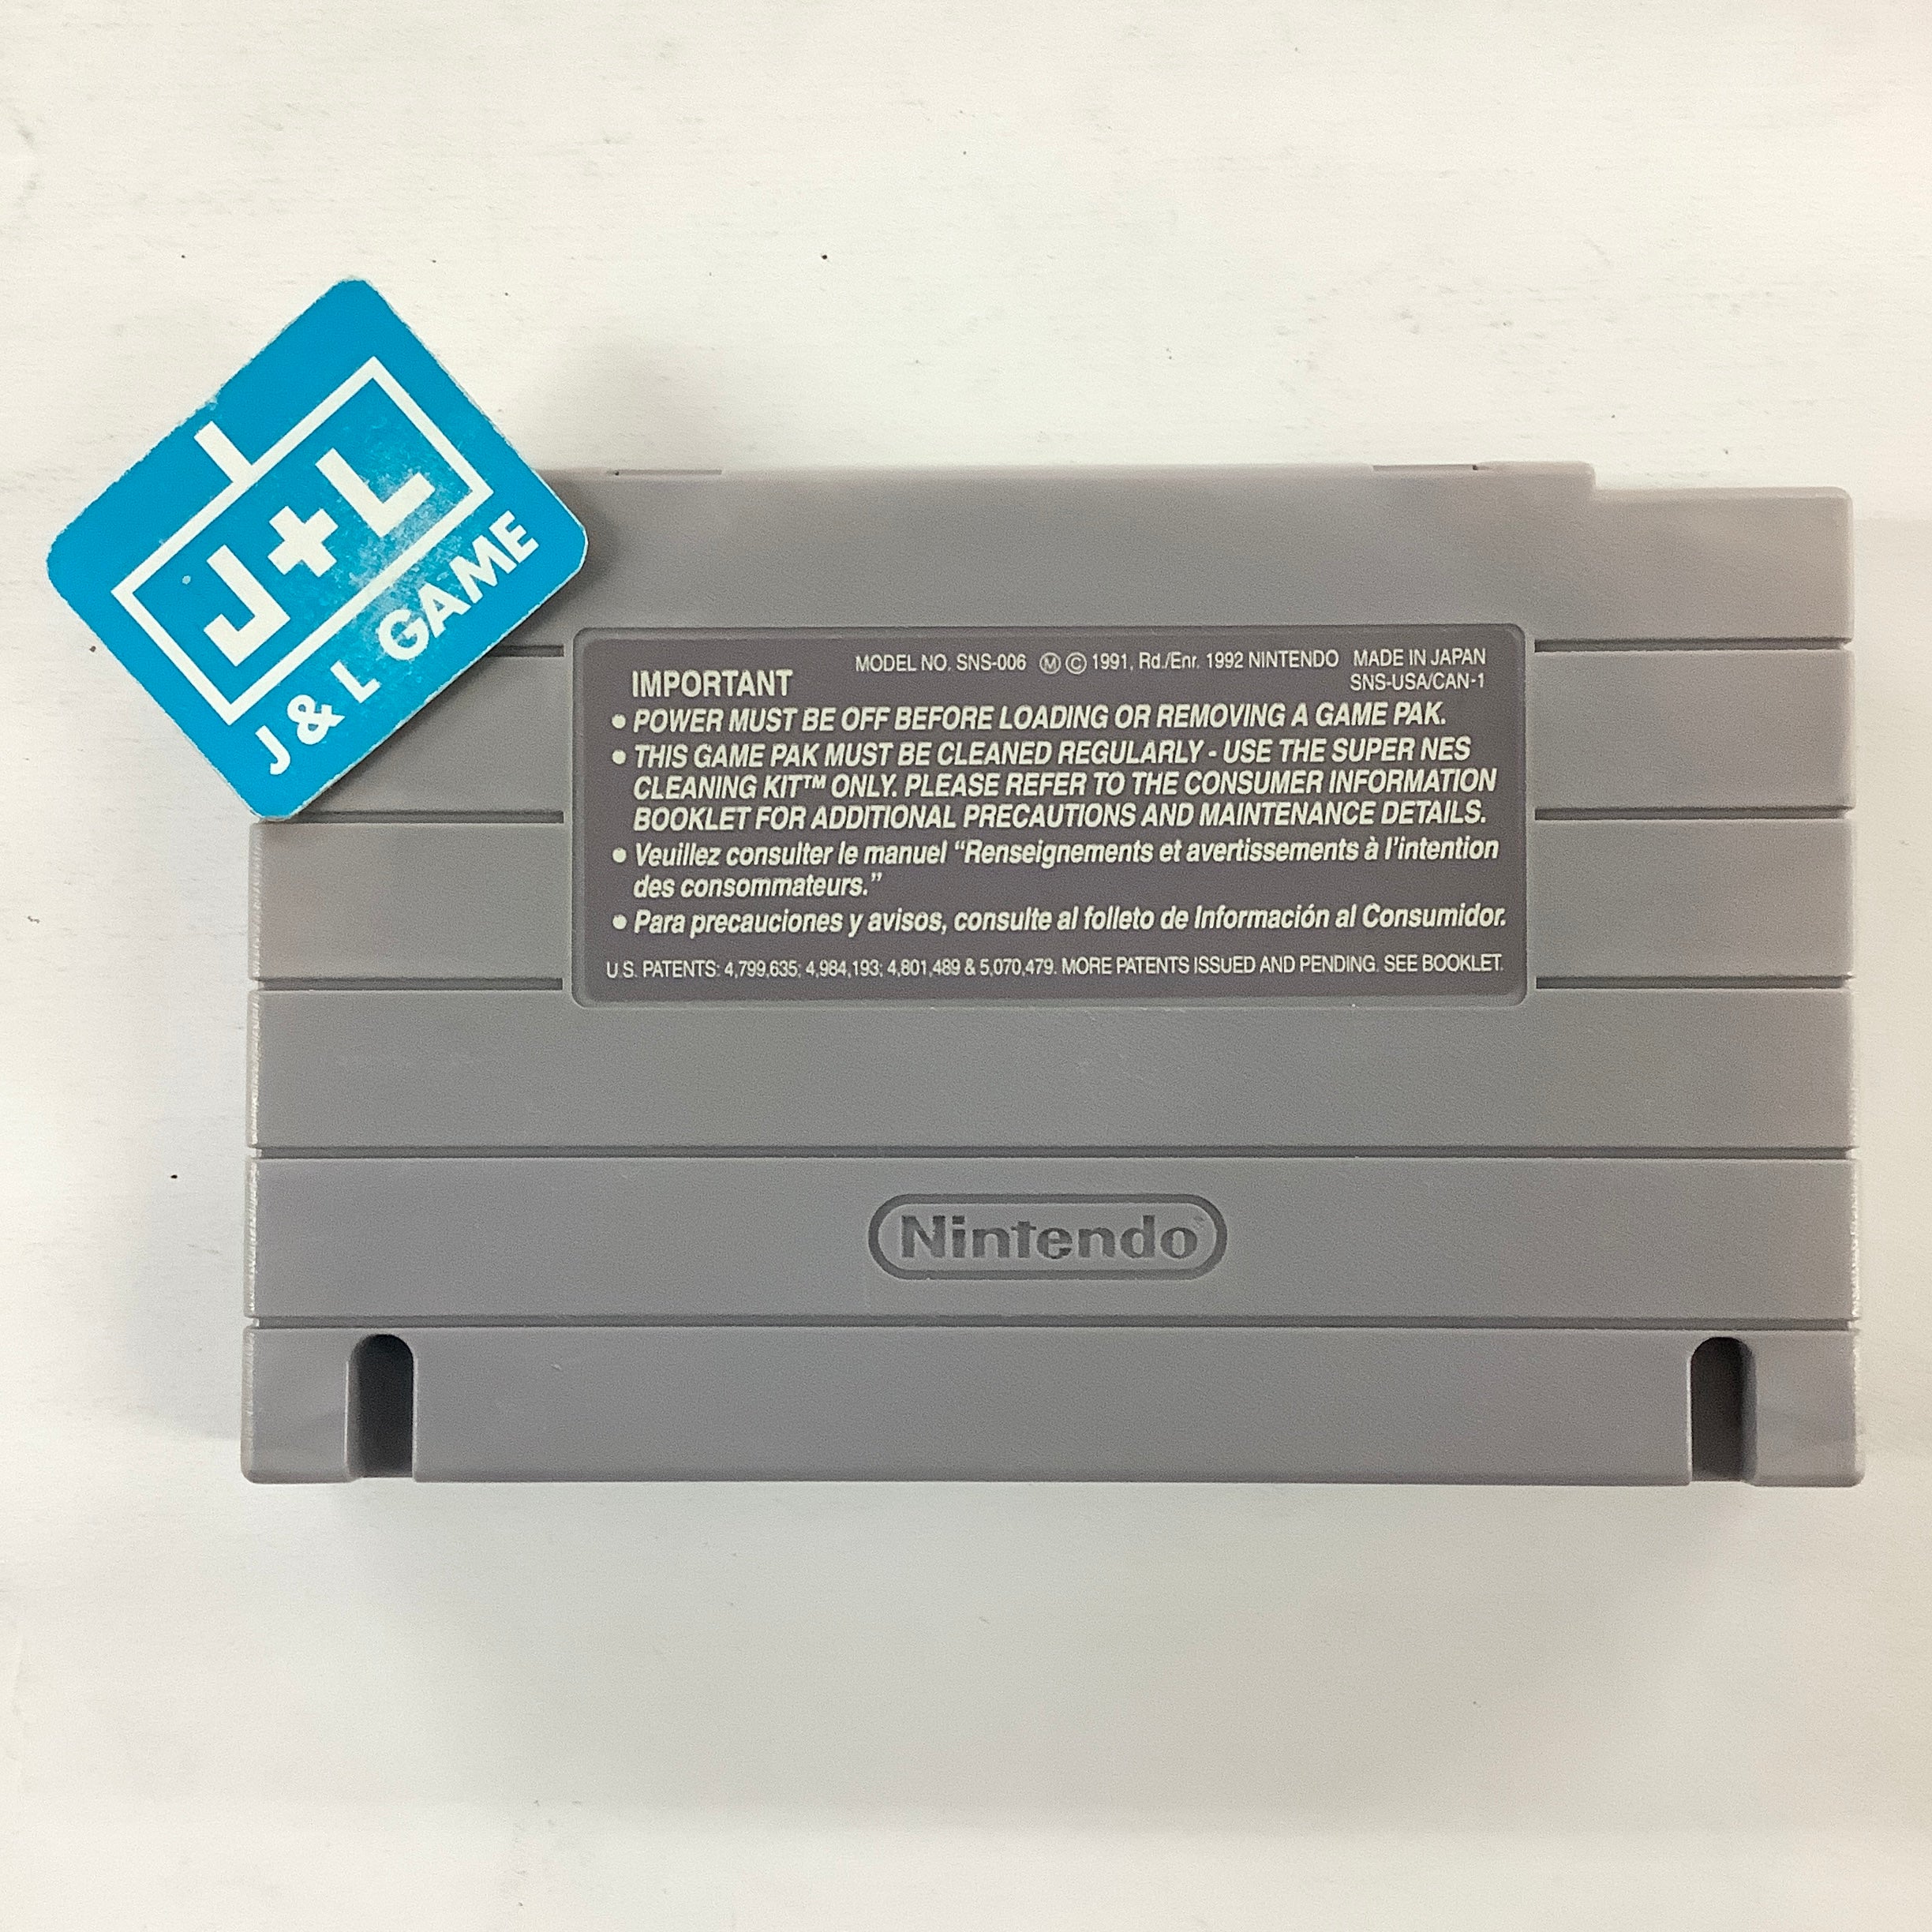 J+L
J & L GAME
MODEL NO. SNS-006 Ⓜ © 1991, Rd./Enr. 1992 NINTENDO MADE IN JAPAN
SNS-USA/CAN-1
IMPORTANT
• POWER MUST BE OFF BEFORE LOADING OR REMOVING A GAME PAK.
• THIS GAME PAK MUST BE CLEANED REGULARLY - USE THE SUPER NES
CLEANING KIT™ ONLY. PLEASE REFER TO THE CONSUMER INFORMATION
BOOKLET FOR ADDITIONAL PRECAUTIONS AND MAINTENANCE DETAILS.
• Veuillez consulter le manuel “Renseignements et avertissements à l’intention
des consommateurs.”
• Para precauciones y avisos, consulte al folleto de Información al Consumidor.
U.S. PATENTS: 4,799,635; 4,984,193; 4,801,489 & 5,070,479. MORE PATENTS ISSUED AND PENDING. SEE BOOKLET.
Nintendo